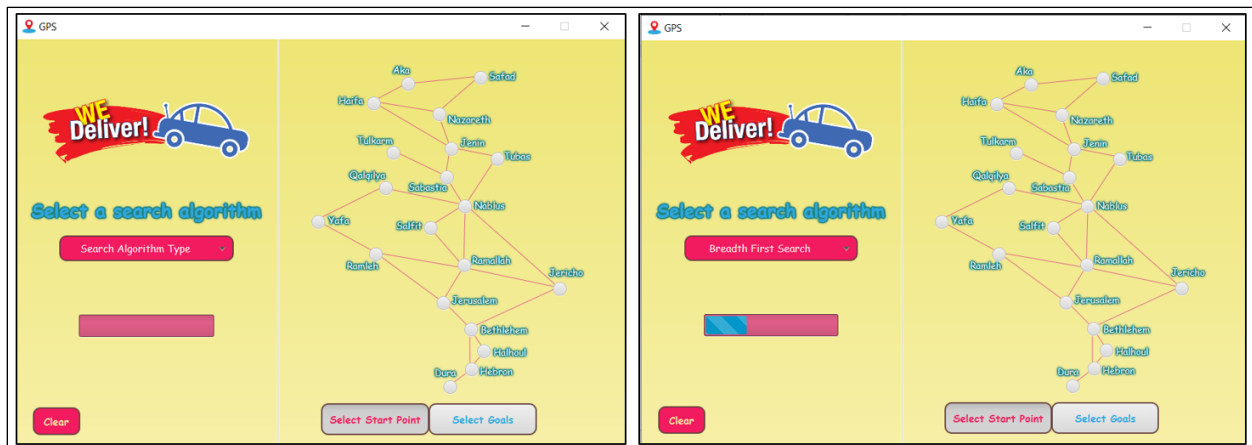 GPS
WE
Deliver!
Select a search algorithm
Search Algorithm Type
Clear
Aka
Safad
Haifa
Nazareth
Tulkarm
Jenin
Tubas
Qalqilya
Sabastia
Nablus
Yafa
Salfit
Ramleh
Ramallah
Jericho
Jerusalem
Bethlehem
Halhoul
Dura
Hebron
Select Start Point
Select Goals
GPS
WE
Deliver!
Select a search algorithm
Breadth First Search
Clear
Aka
Safad
Haifa
Nazareth
Tulkarm
Jenin
Tubas
Qalqilya
Sabastia
Nablus
Yafa
Salfit
Ramleh
Ramallah
Jericho
Jerusalem
Bethlehem
Halhoul
Dura
Hebron
Select Start Point
Select Goals